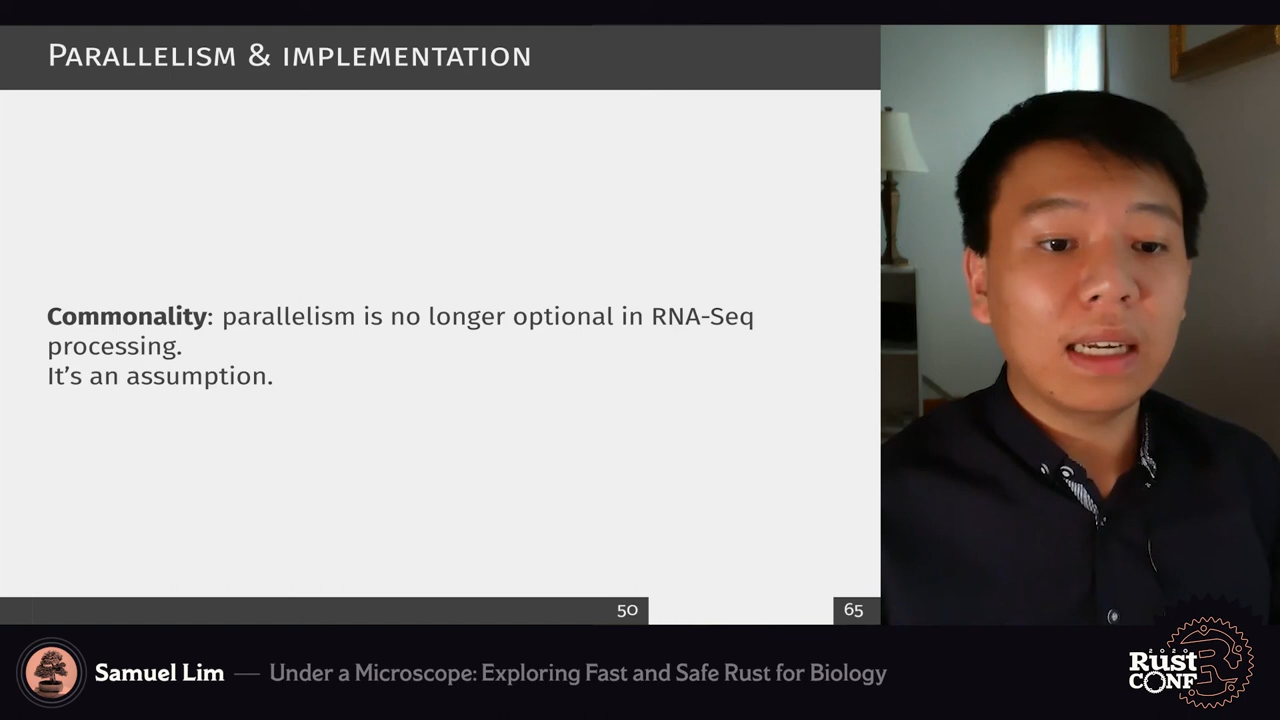 Parallelism & implementation
Commonality: parallelism is no longer optional in RNA-Seq
processing.
It's an assumption.
50
65
Samuel Lim — Under a Microscope: Exploring Fast and Safe Rust for Biology
2020
Rust
CONF